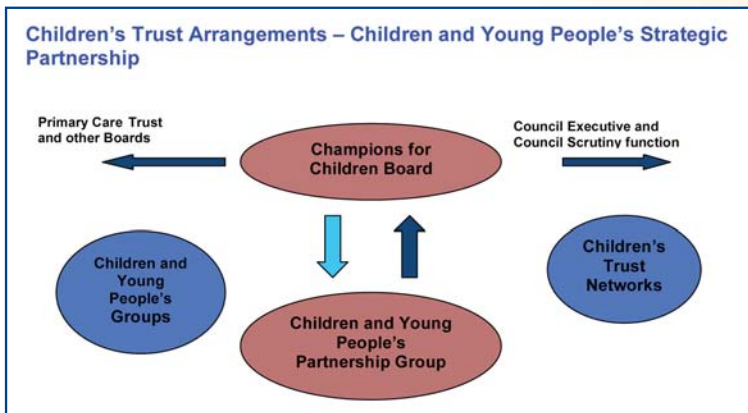 Children's Trust Arrangements – Children and Young People's Strategic
Partnership
Primary Care Trust
and other Boards
Champions for
Children Board
Council Executive and
Council Scrutiny function
Children and
Young
People's
Groups
Children's
Trust
Networks
Children and Young
People's
Partnership Group